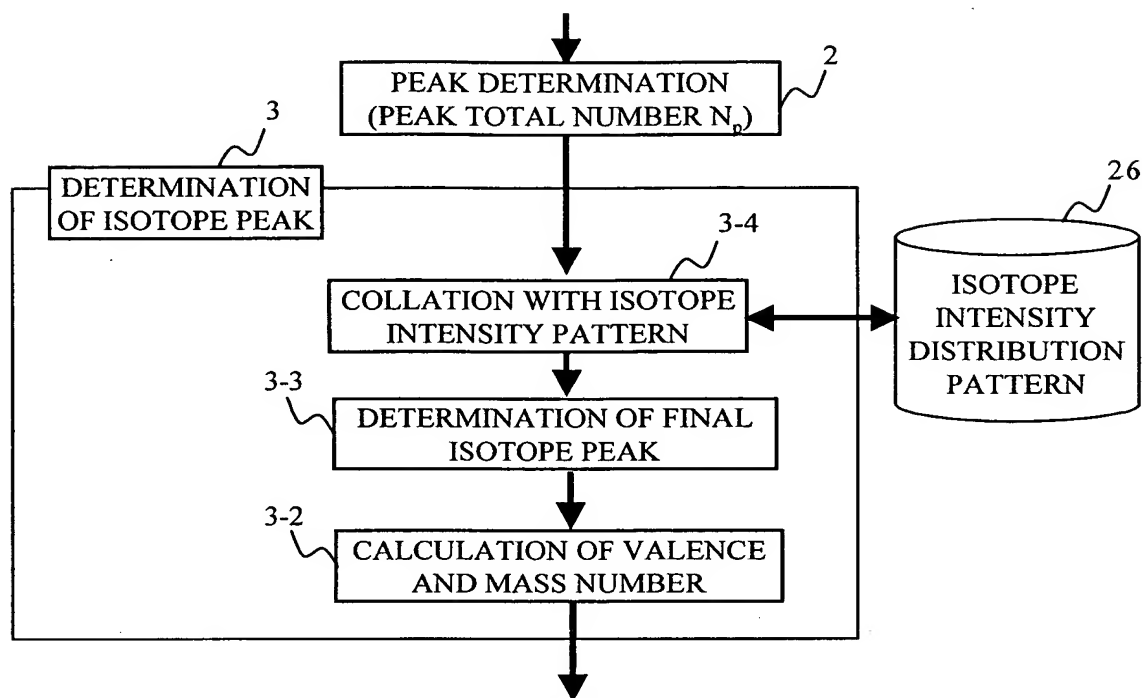 2
PEAK DETERMINATION
(PEAK TOTAL NUMBER Np)
3
DETERMINATION
OF ISOTOPE PEAK
26
ISOTOPE
INTENSITY
DISTRIBUTION
PATTERN
3-4
COLLATION WITH ISOTOPE
INTENSITY PATTERN
3-3
DETERMINATION OF FINAL
ISOTOPE PEAK
3-2
CALCULATION OF VALENCE
AND MASS NUMBER